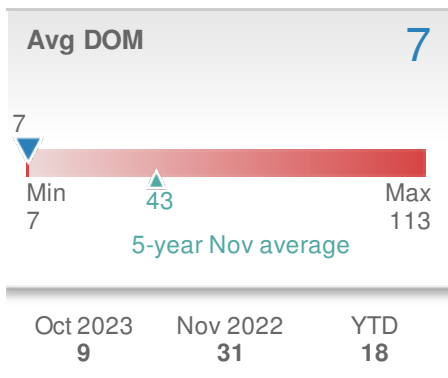 Avg DOM 7
7
Min Max
7 43 113
5-year Nov average
Oct 2023 Nov 2022 YTD
9 31 18